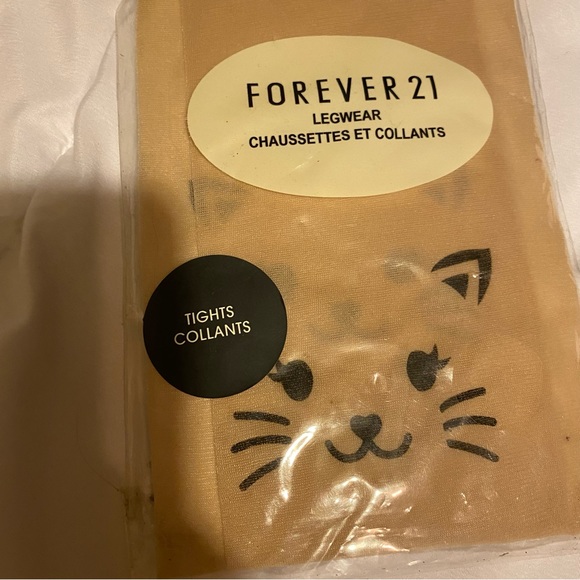 FOREVER 21
LEGWEAR
CHAUSSETTES ET COLLANTS
TIGHTS
COLLANTS